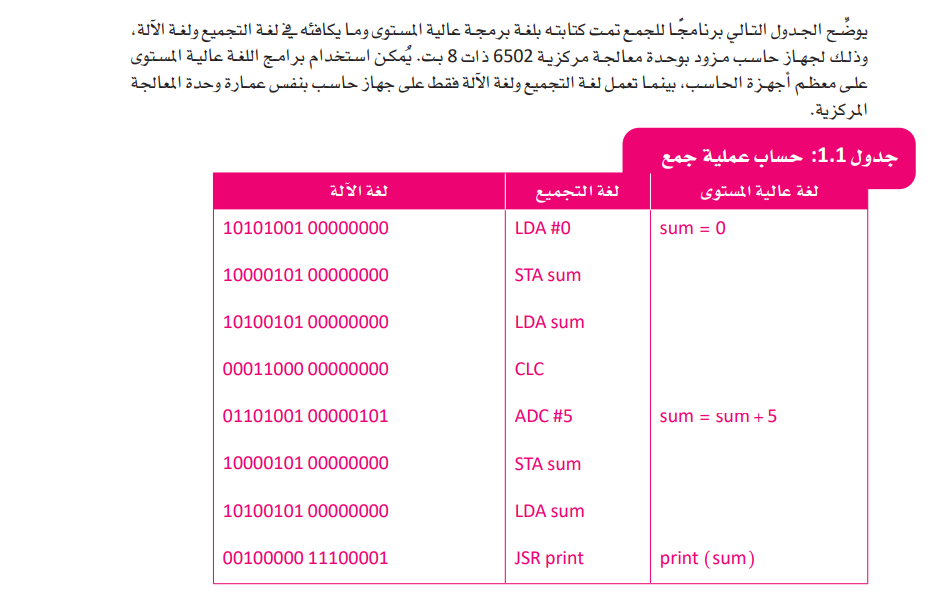 يوضِّح الجدول التالي برنامجًا للجمع تمت كتابته بلغة برمجة عالية المستوى وما يكافئه في لغة التجميع ولغة الآلة،
وذلك لجهاز حاسب مزود بوحدة معالجة مركزية 6502 ذات 8 بت. يُمكن استخدام برامج اللغة عالية المستوى
على معظم أجهزة الحاسب، بينما تعمل لغة التجميع ولغة الآلة فقط على جهاز حاسب بنفس عمارة وحدة المعالجة
المركزية.
جدول 1.1: حساب عملية جمع
لغة عالية المستوى لغة التجميع لغة الآلة
sum = 0 LDA #0 10101001 00000000
STA sum 10000101 00000000
LDA sum 10100101 00000000
CLC 00011000 00000000
sum = sum + 5 ADC #5 01101001 00000101
STA sum 10000101 00000000
LDA sum 10100101 00000000
print (sum) JSR print 00100000 11100001